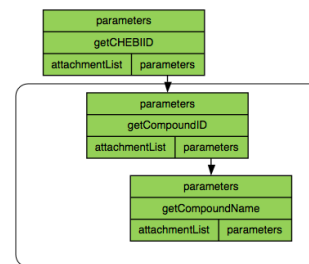 parameters
getCHEBIID
attachmentList parameters
parameters
getCompoundID
attachmentList parameters
parameters
getCompoundName
attachmentList parameters